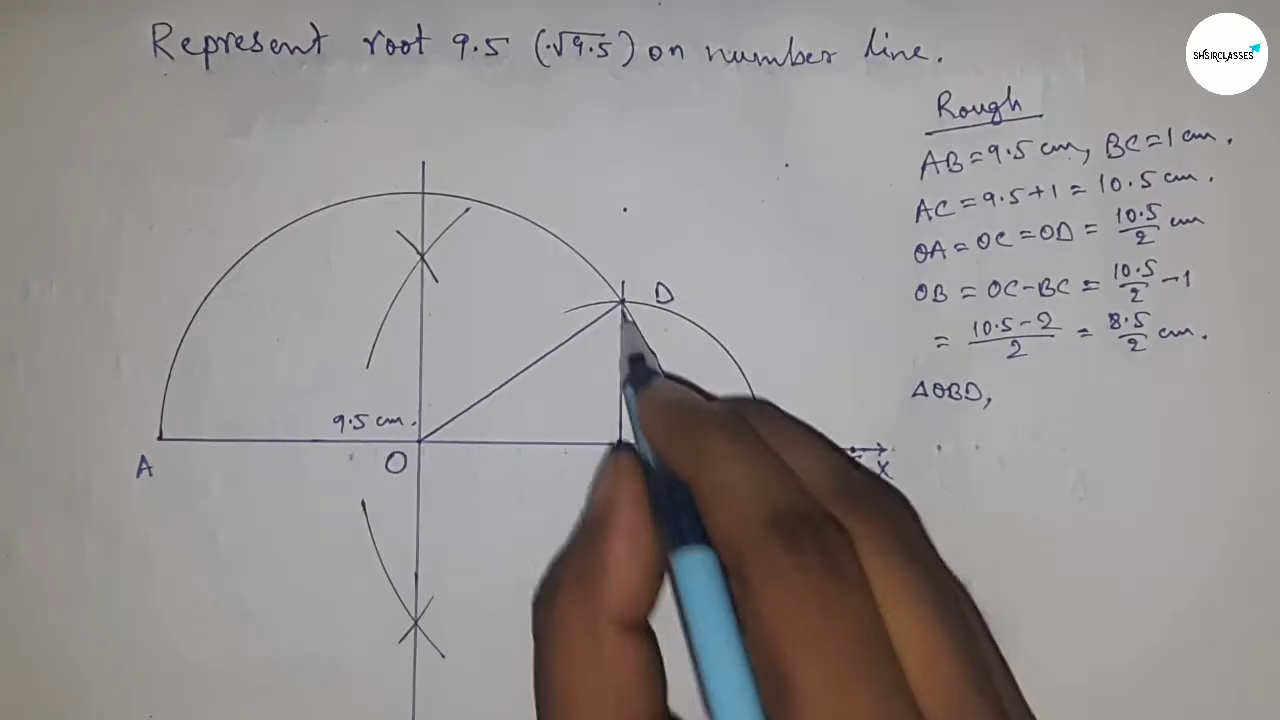 Represent root 9.5 (√9.5) on number line.
SHSIRCLASSES
Rough
AB = 9.5 cm, BC = 1 cm.
AC = 9.5 + 1 = 10.5 cm.
OA = OC = OD = 10.5/2 cm
OB = OC - BC = 10.5/2 - 1
= 10.5 - 2/2 = 8.5/2 cm.
ΔOBD,
D
9.5 cm.
A
O
X